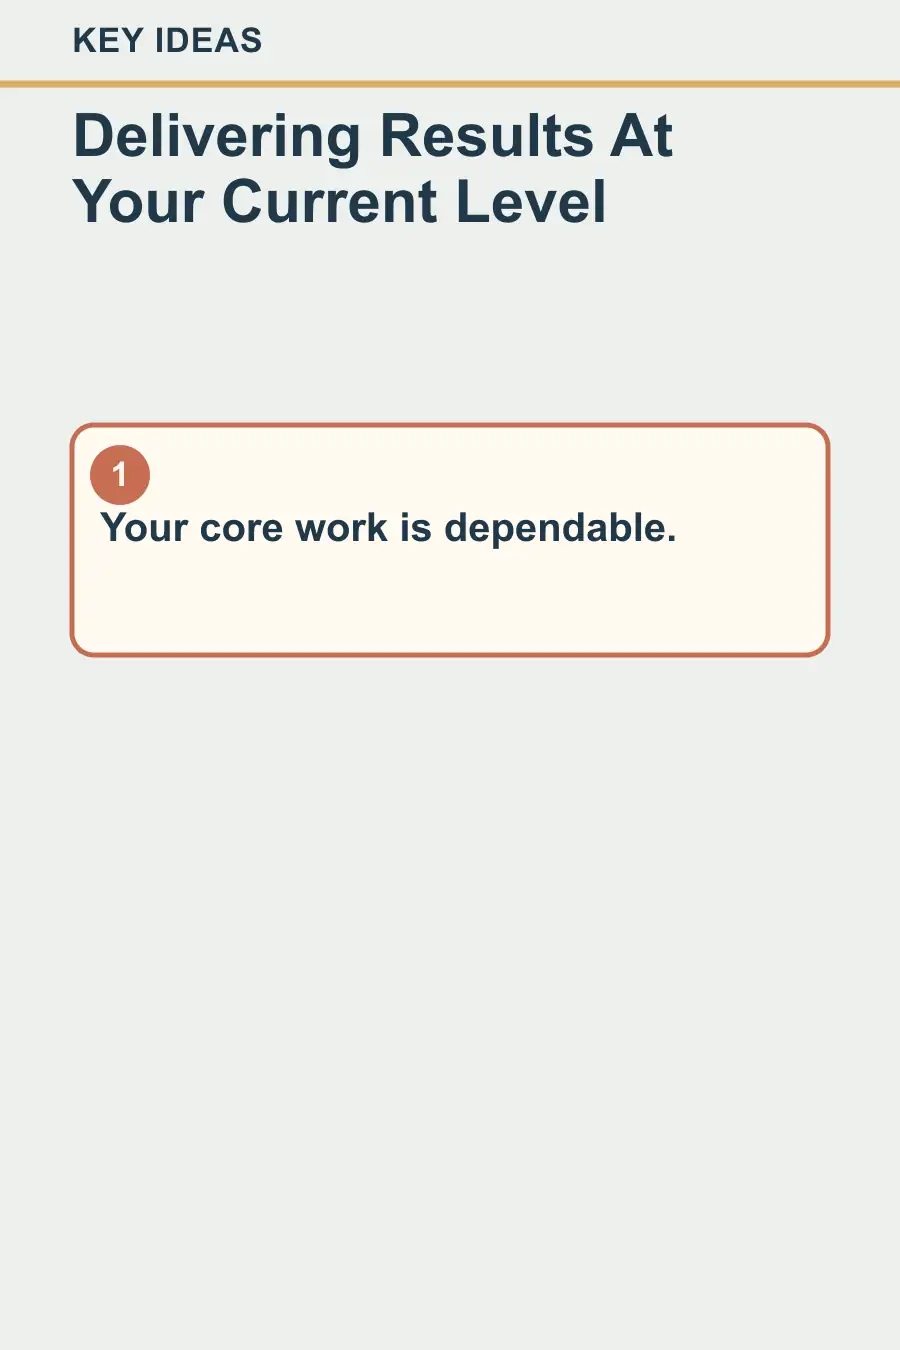 KEY IDEAS
Delivering Results At
Your Current Level
1
Your core work is dependable.